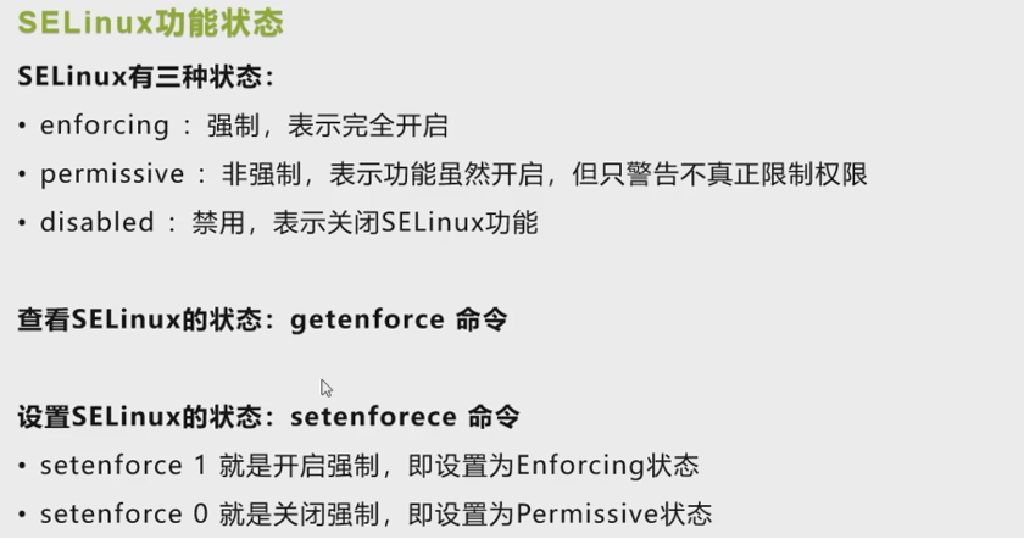 SELinux功能状态
SELinux有三种状态：
• enforcing ：强制，表示完全开启
• permissive ：非强制，表示功能虽然开启，但只警告不真正限制权限
• disabled ：禁用，表示关闭SELinux功能
查看SELinux的状态：getenforce 命令
设置SELinux的状态：setenforece 命令
• setenforce 1 就是开启强制，即设置为Enforcing状态
• setenforce 0 就是关闭强制，即设置为Permissive状态